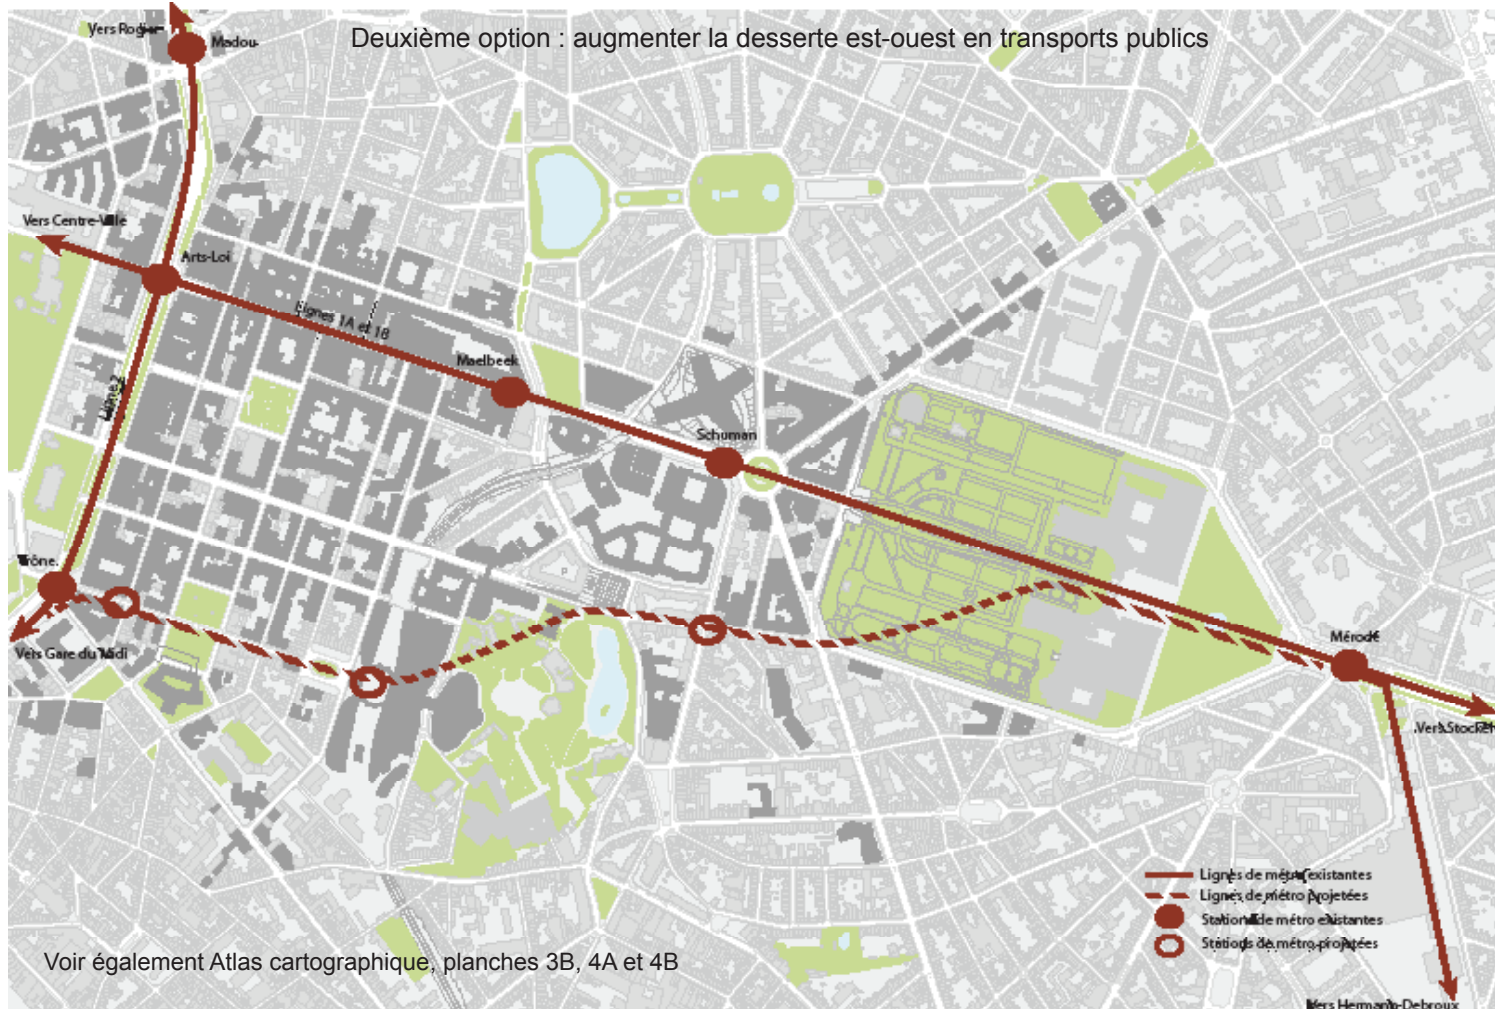 Vers Rogier
Madou
Deuxième option : augmenter la desserte est-ouest en transports publics
Vers Centre-Ville
Arts-Loi
Lignes 1A et 1B
Maelbeek
Ligne 2
Schuman
Trône.
Vers Gare du Midi
Mérode
Vers Stockel
Lignes de métro existantes
Lignes de métro projetées
Stations de métro existantes
Stations de métro projetées
Voir également Atlas cartographique, planches 3B, 4A et 4B
Vers Hermann-Debroux